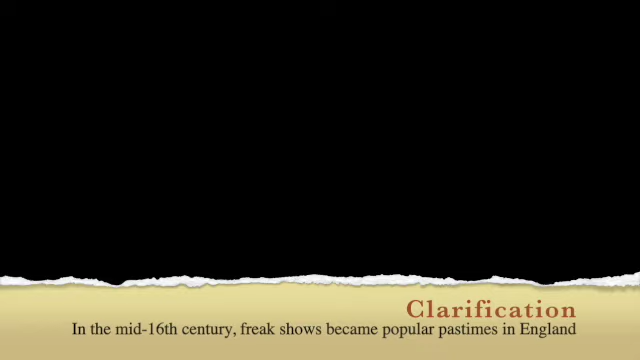 Clarification
In the mid-16th century, freak shows became popular pastimes in England